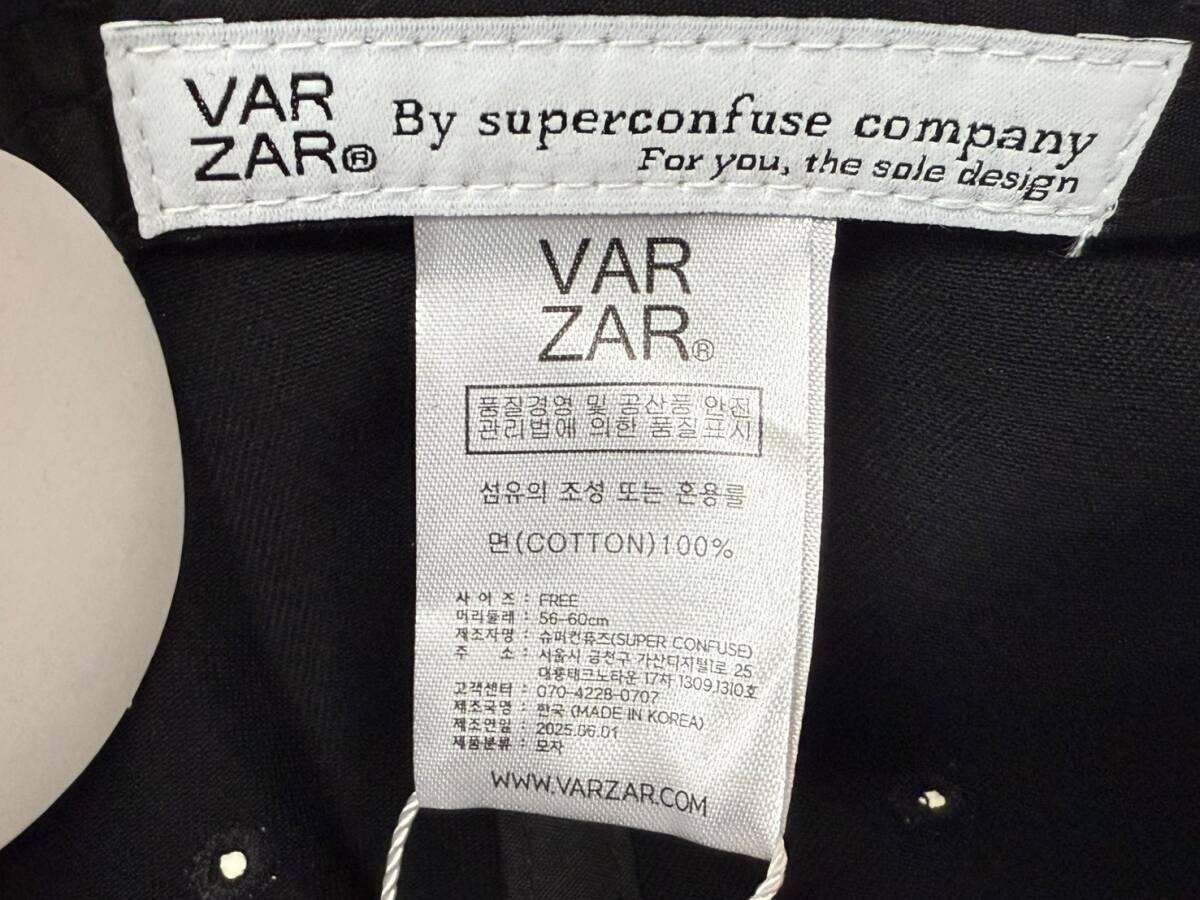 VAR
ZAR®
By superconfuse company
For you, the sole design
VAR
ZAR®
품질경영 및 공산품 안전
관리법에 의한 품질표시
섬유의 조성 또는 혼용률
면(COTTON)100%
사 이 즈 : FREE
머리둘레 : 56-60cm
제조자명 : 슈퍼컨퓨즈(SUPER CONFUSE)
주 소 : 서울시 금천구 가산디지털1로 25
대륭테크노타운 17차 1309,1310호
고객센터 : 070-4228-0707
제조국명 : 한국 (MADE IN KOREA)
제조연일 : 2025.06.01
제품분류 : 모자
WWW.VARZAR.COM